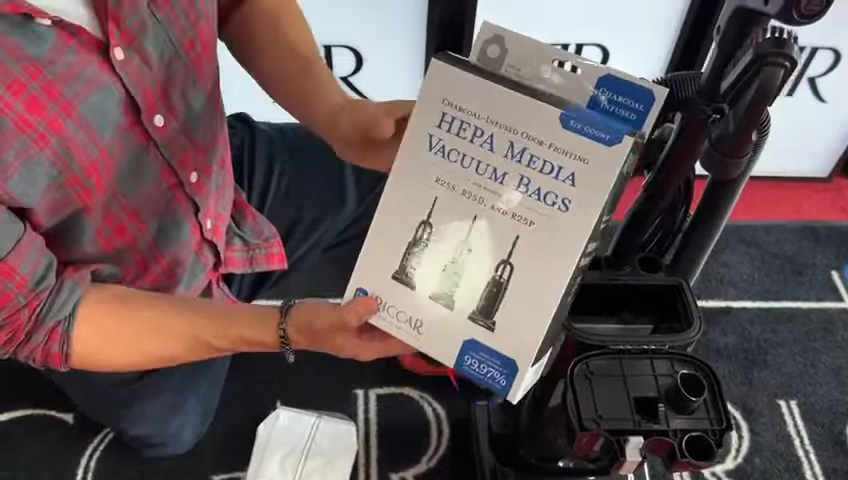 CHARCOAL INFUSED
SIX COUNT
CHARCOAL-INFUSED ODOR-FIGHTING
HEPA MEDIA
VACUUM BAGS
R25S, R25D, AND R25P
RICCAR
99.97%
R
R
R
R
R